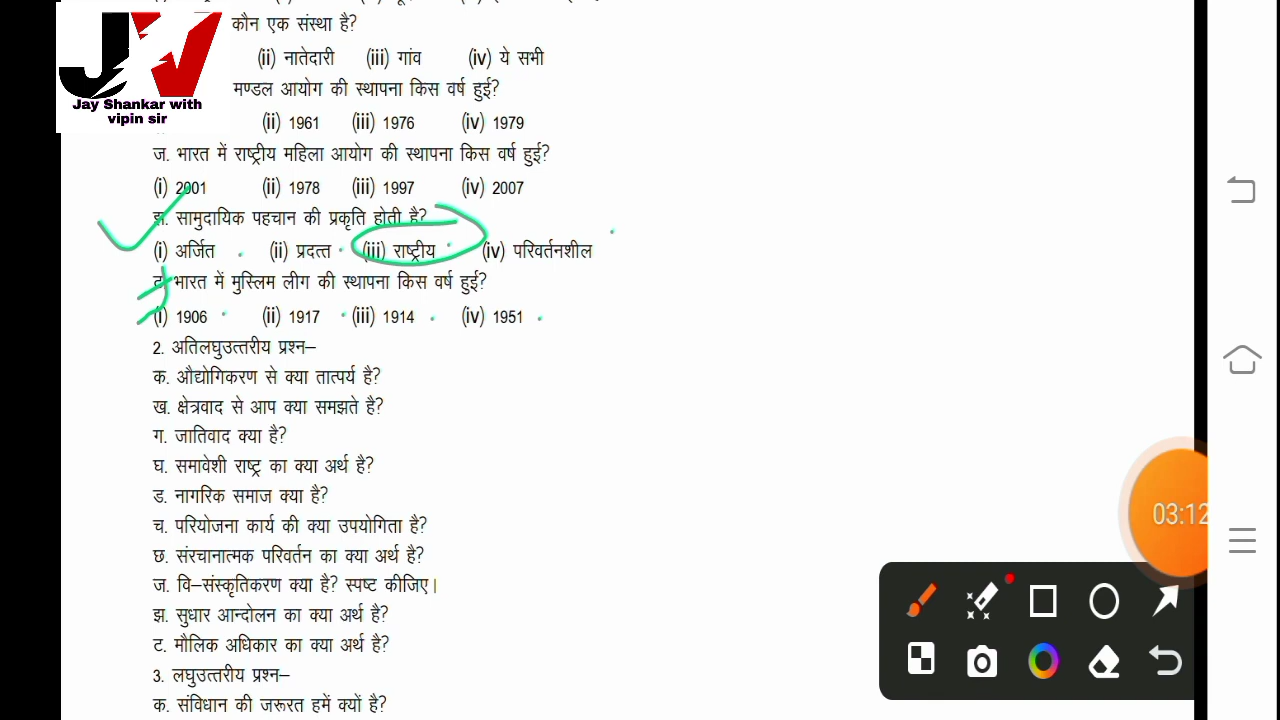 कौन एक संस्था है?
(ii) नातेदारी (iii) गांव (iv) ये सभी
मण्डल आयोग की स्थापना किस वर्ष हुई?
Jay Shankar with
vipin sir
(ii) 1961 (iii) 1976 (iv) 1979
ज. भारत में राष्ट्रीय महिला आयोग की स्थापना किस वर्ष हुई?
(i) 2001 (ii) 1978 (iii) 1997 (iv) 2007
झ. सामुदायिक पहचान की प्रकृति होती है?
(i) अर्जित (ii) प्रदत्त (iii) राष्ट्रीय (iv) परिवर्तनशील
भारत में मुस्लिम लीग की स्थापना किस वर्ष हुई?
(i) 1906 (ii) 1917 (iii) 1914 (iv) 1951
2. अतिलघुउत्तरीय प्रश्न–
क. औद्योगिकरण से क्या तात्पर्य है?
ख. क्षेत्रवाद से आप क्या समझते है?
ग. जातिवाद क्या है?
घ. समावेशी राष्ट्र का क्या अर्थ है?
ड. नागरिक समाज क्या है?
च. परियोजना कार्य की क्या उपयोगिता है?
छ. संरचानात्मक परिवर्तन का क्या अर्थ है?
ज. वि–संस्कृतिकरण क्या है? स्पष्ट कीजिए।
झ. सुधार आन्दोलन का क्या अर्थ है?
ट. मौलिक अधिकार का क्या अर्थ है?
3. लघुउत्तरीय प्रश्न–
क. संविधान की जरूरत हमें क्यों है?
03:12